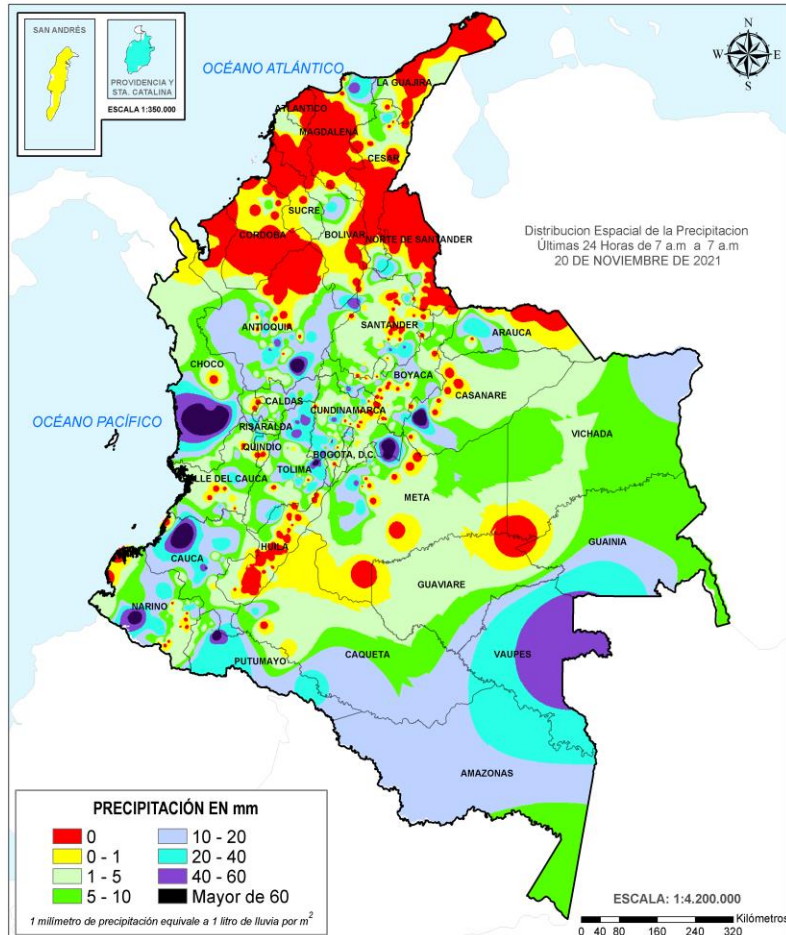 SAN ANDRÉS
PROVIDENCIA Y
STA. CATALINA
ESCALA 1:350.000
OCÉANO ATLÁNTICO
N
W
E
S
LA GUAJIRA
ATLANTICO
MAGDALENA
CESAR
SUCRE
CORDOBA
BOLIVAR
NORTE DE SANTANDER
Distribucion Espacial de la Precipitacion
Últimas 24 Horas de 7 a.m a 7 a.m
20 DE NOVIEMBRE DE 2021
ANTIOQUIA
SANTANDER
ARAUCA
CHOCO
BOYACA
CASANARE
OCÉANO PACÍFICO
CALDAS
CUNDINAMARCA
RISARALDA
VICHADA
QUINDIO
BOGOTA, D.C.
TOLIMA
VALLE DEL CAUCA
META
CAUCA
HUILA
GUAINIA
GUAVIARE
NARINO
PUTUMAYO
CAQUETA
VAUPES
AMAZONAS
PRECIPITACIÓN EN mm
0
0 - 1
1 - 5
5 - 10
10 - 20
20 - 40
40 - 60
Mayor de 60
1 milímetro de precipitación equivale a 1 litro de lluvia por m²
ESCALA: 1:4.200.000
Kilómetros
0 40 80 160 240 320